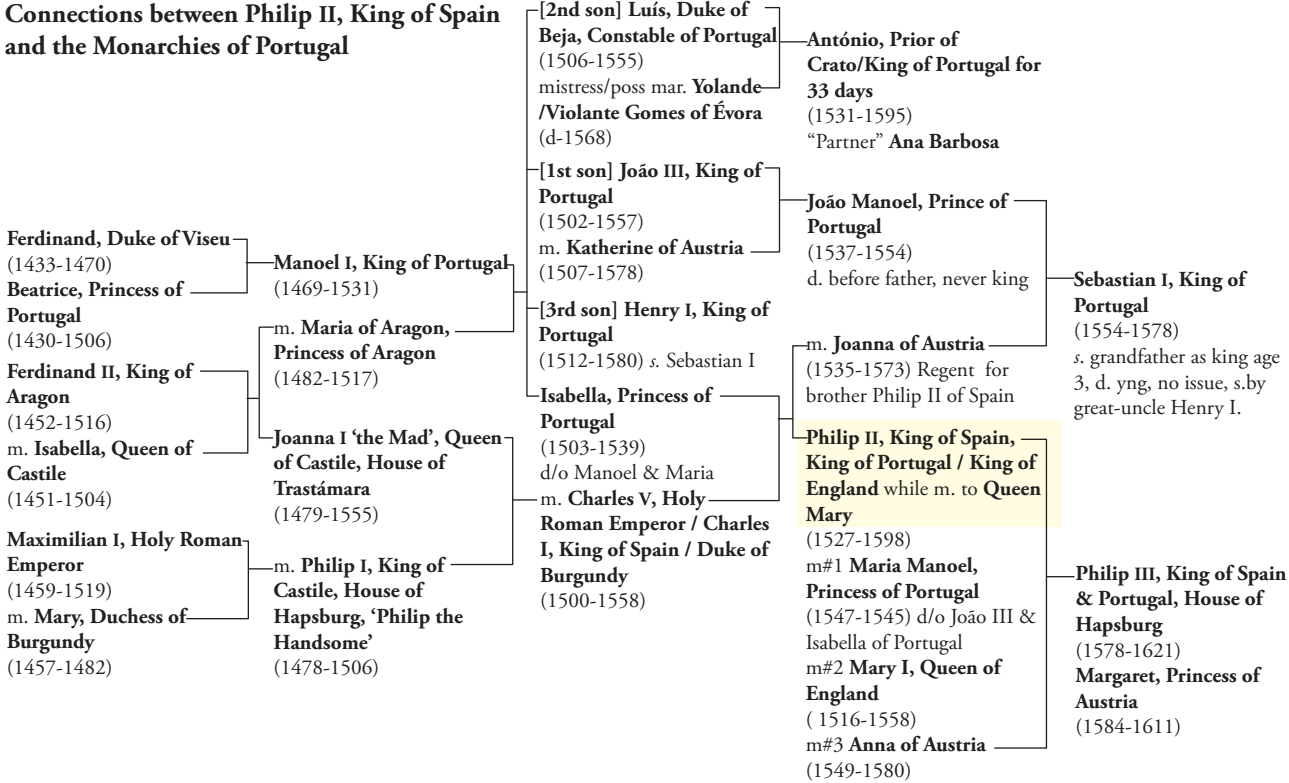 Connections between Philip II, King of Spain
and the Monarchies of Portugal
Ferdinand, Duke of Viseu
(1433-1470)
Beatrice, Princess of
Portugal
(1430-1506)
Ferdinand II, King of
Aragon
(1452-1516)
m. Isabella, Queen of
Castile
(1451-1504)
Maximilian I, Holy Roman
Emperor
(1459-1519)
m. Mary, Duchess of
Burgundy
(1457-1482)
Manoel I, King of Portugal
(1469-1531)
m. Maria of Aragon,
Princess of Aragon
(1482-1517)
Joanna I ‘the Mad’, Queen
of Castile, House of
Trastámara
(1479-1555)
m. Philip I, King of
Castile, House of
Hapsburg, ‘Philip the
Handsome’
(1478-1506)
[2nd son] Luís, Duke of
Beja, Constable of Portugal
(1506-1555)
mistress/poss mar. Yolande
/Violante Gomes of Évora
(d-1568)
[1st son] João III, King of
Portugal
(1502-1557)
m. Katherine of Austria
(1507-1578)
[3rd son] Henry I, King of
Portugal
(1512-1580) s. Sebastian I
Isabella, Princess of
Portugal
(1503-1539)
d/o Manoel & Maria
m. Charles V, Holy
Roman Emperor / Charles
I, King of Spain / Duke of
Burgundy
(1500-1558)
António, Prior of
Crato/King of Portugal for
33 days
(1531-1595)
“Partner” Ana Barbosa
João Manoel, Prince of
Portugal
(1537-1554)
d. before father, never king
m. Joanna of Austria
(1535-1573) Regent for
brother Philip II of Spain
Philip II, King of Spain,
King of Portugal / King of
England while m. to Queen
Mary
(1527-1598)
m#1 Maria Manoel,
Princess of Portugal
(1547-1545) d/o João III &
Isabella of Portugal
m#2 Mary I, Queen of
England
( 1516-1558)
m#3 Anna of Austria
(1549-1580)
Sebastian I, King of
Portugal
(1554-1578)
s. grandfather as king age
3, d. yng, no issue, s.by
great-uncle Henry I.
Philip III, King of Spain
& Portugal, House of
Hapsburg
(1578-1621)
Margaret, Princess of
Austria
(1584-1611)